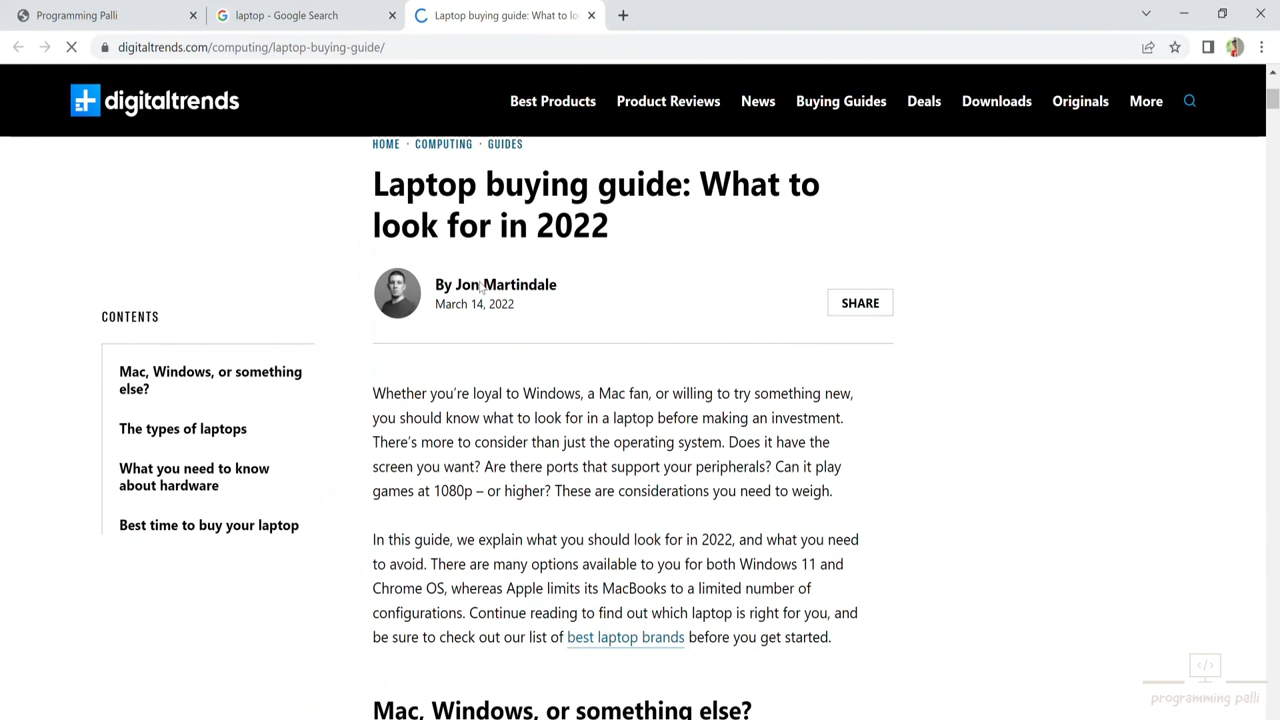 Programming Palli
laptop - Google Search
Laptop buying guide: What to lo
digitaltrends.com/computing/laptop-buying-guide/
digitaltrends
Best Products
Product Reviews
News
Buying Guides
Deals
Downloads
Originals
More
HOME · COMPUTING · GUIDES
Laptop buying guide: What to
look for in 2022
By Jon Martindale
March 14, 2022
SHARE
CONTENTS
Mac, Windows, or something
else?
The types of laptops
What you need to know
about hardware
Best time to buy your laptop
Whether you’re loyal to Windows, a Mac fan, or willing to try something new,
you should know what to look for in a laptop before making an investment.
There’s more to consider than just the operating system. Does it have the
screen you want? Are there ports that support your peripherals? Can it play
games at 1080p – or higher? These are considerations you need to weigh.
In this guide, we explain what you should look for in 2022, and what you need
to avoid. There are many options available to you for both Windows 11 and
Chrome OS, whereas Apple limits its MacBooks to a limited number of
configurations. Continue reading to find out which laptop is right for you, and
be sure to check out our list of best laptop brands before you get started.
Mac, Windows, or something else?
</> 
programming palli